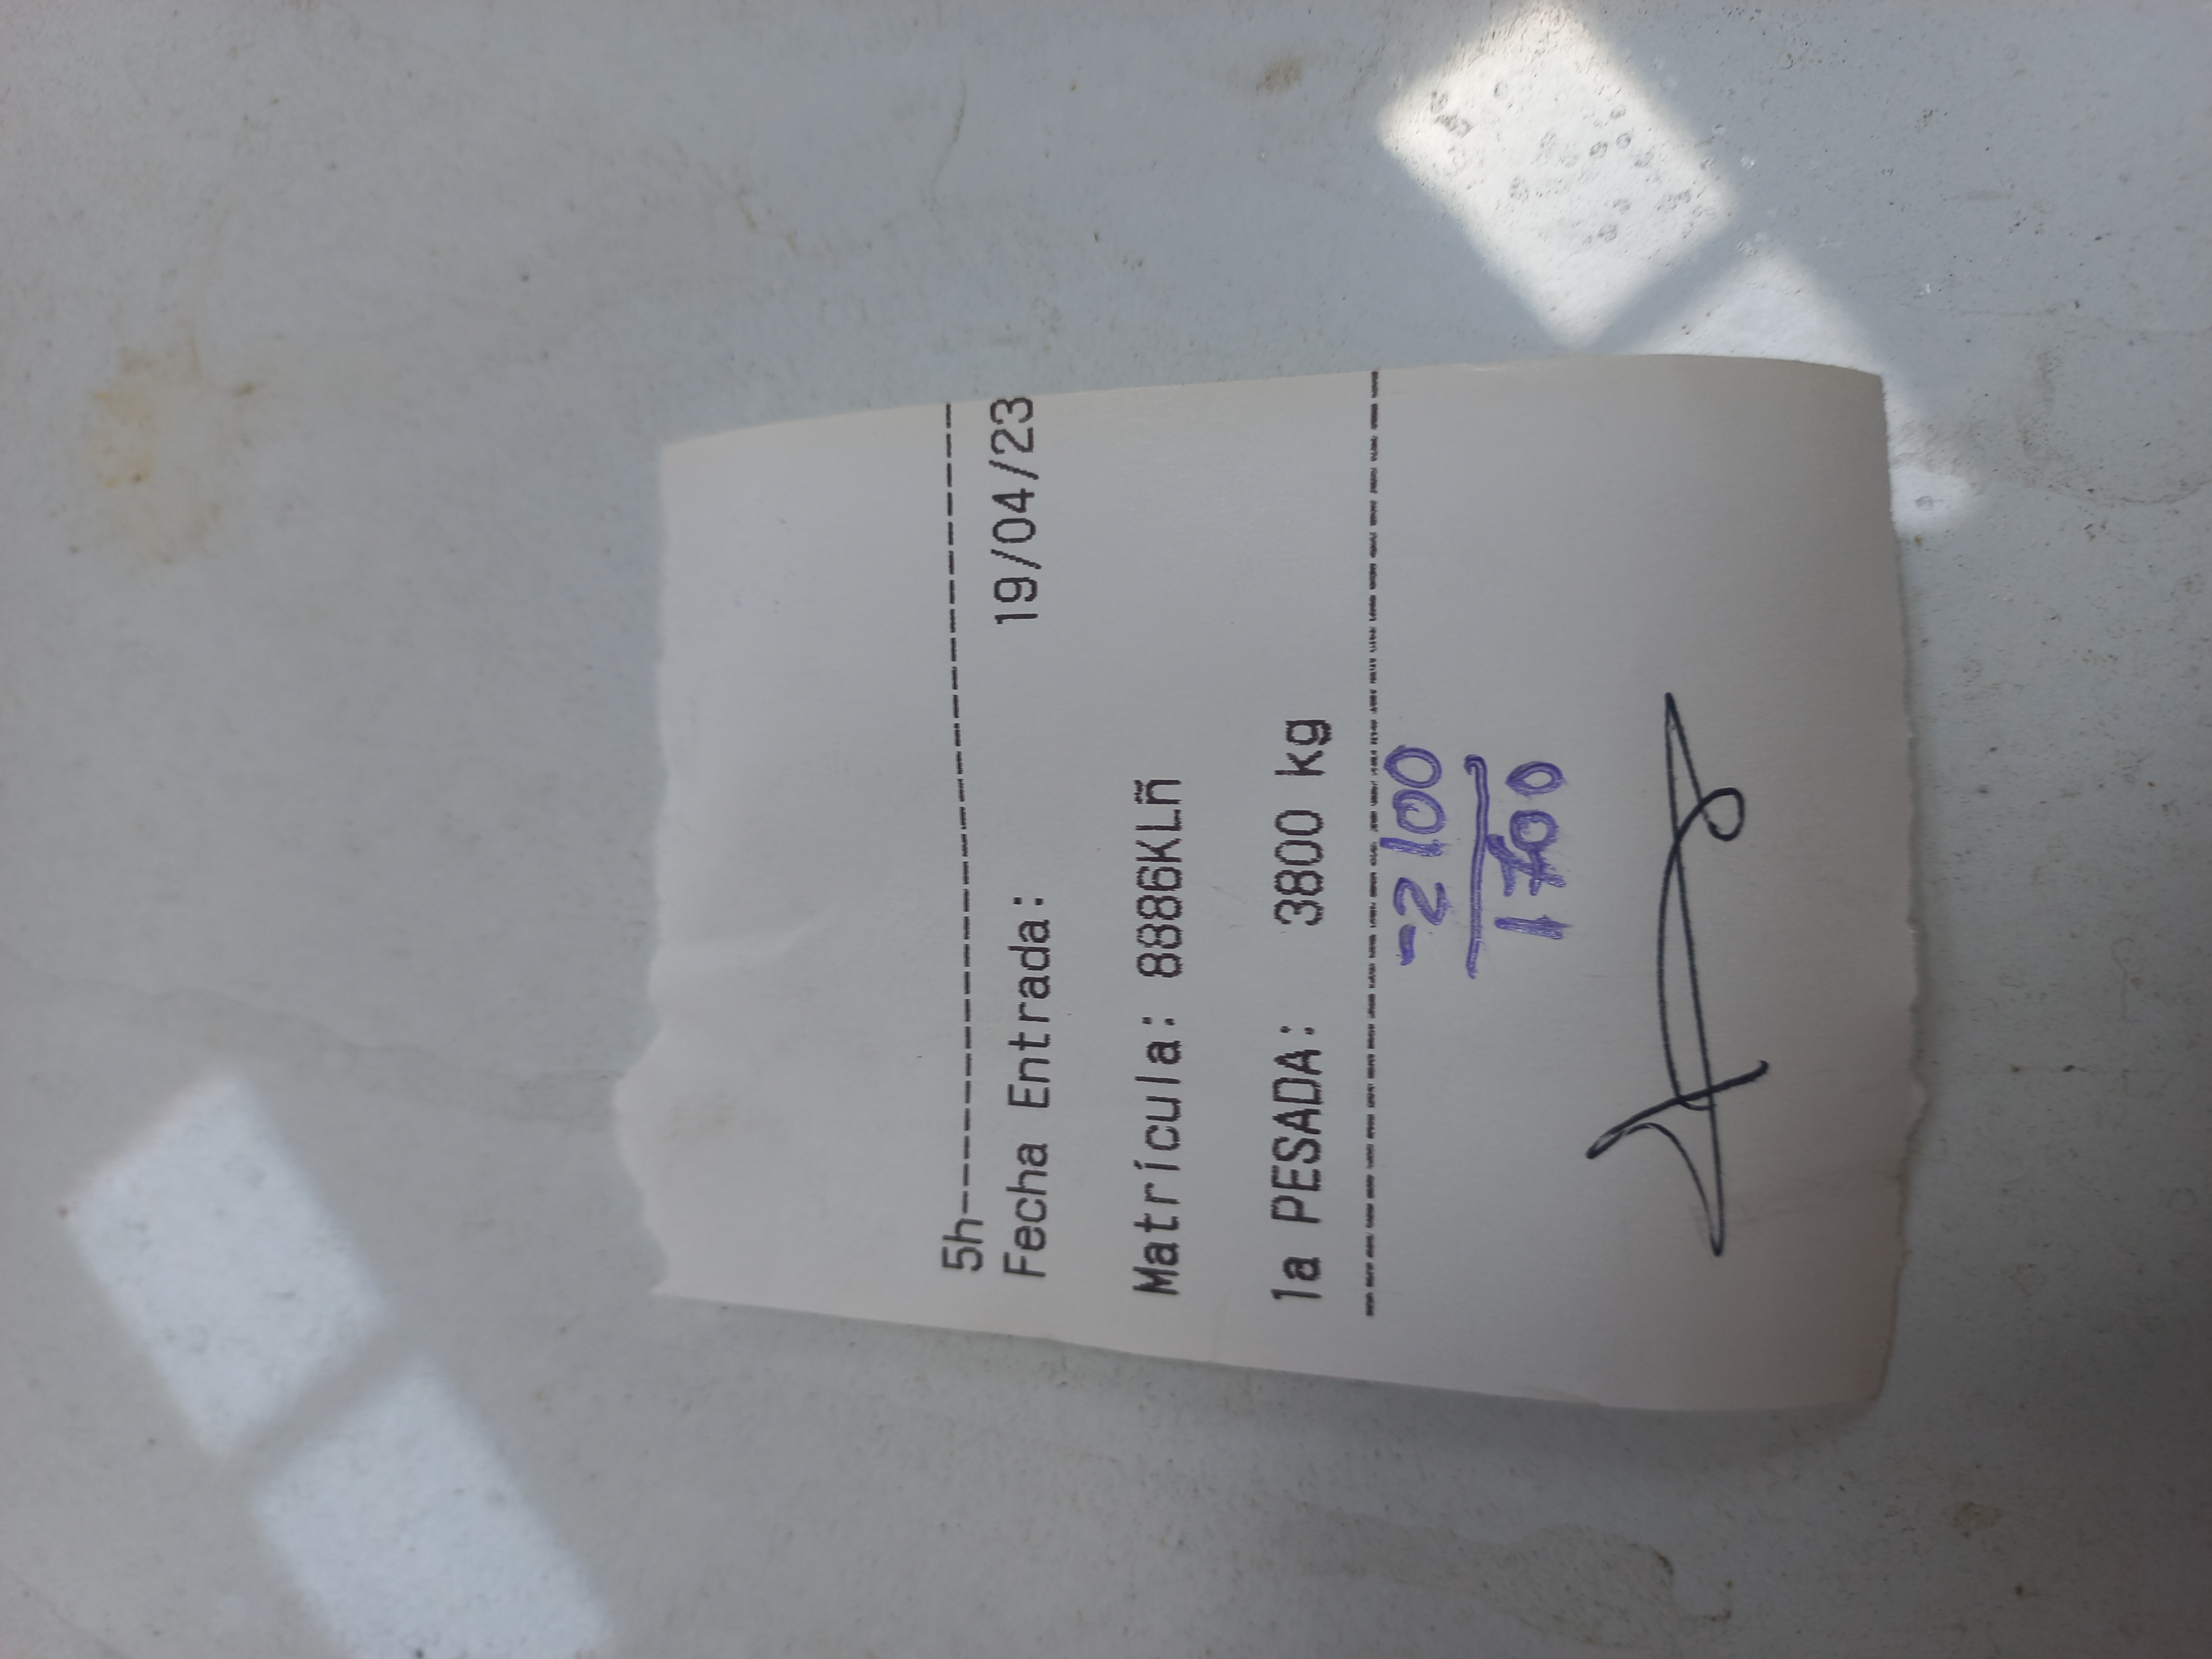 5h------------------------------
Fecha Entrada: 19/04/23
Matrícula: 8886KLñ
1a PESADA: 3800 kg
-2100
1700